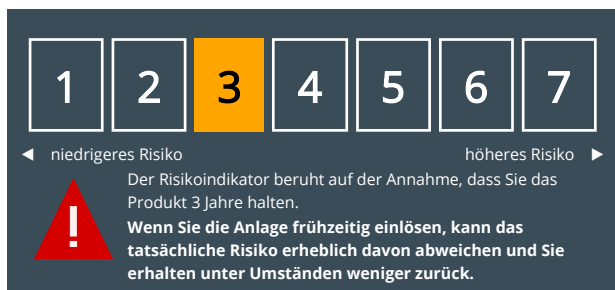 1 2 3 4 5 6 7
◄ niedrigeres Risiko höheres Risiko ►
Der Risikoindikator beruht auf der Annahme, dass Sie das
Produkt 3 Jahre halten.
Wenn Sie die Anlage frühzeitig einlösen, kann das
tatsächliche Risiko erheblich davon abweichen und Sie
erhalten unter Umständen weniger zurück.
!